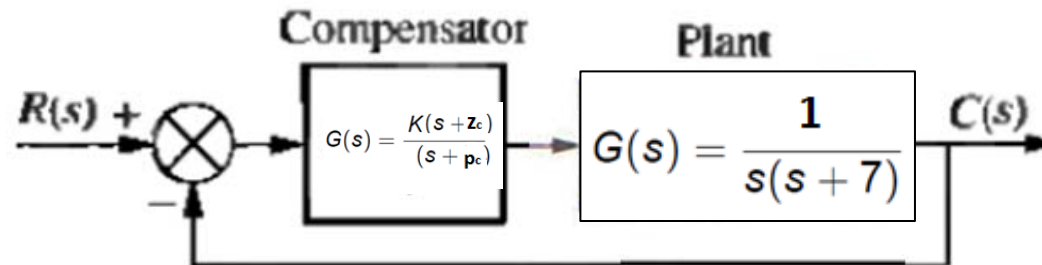 Compensator
Plant
R(s) +
G(s) = K(s + zc) / (s + pc)
G(s) = 1 / s(s + 7)
C(s)
−